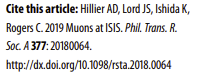 Cite this article: Hillier AD, Lord JS, Ishida K,
Rogers C. 2019 Muons at ISIS. Phil. Trans. R.
Soc. A 377: 20180064.
http://dx.doi.org/10.1098/rsta.2018.0064